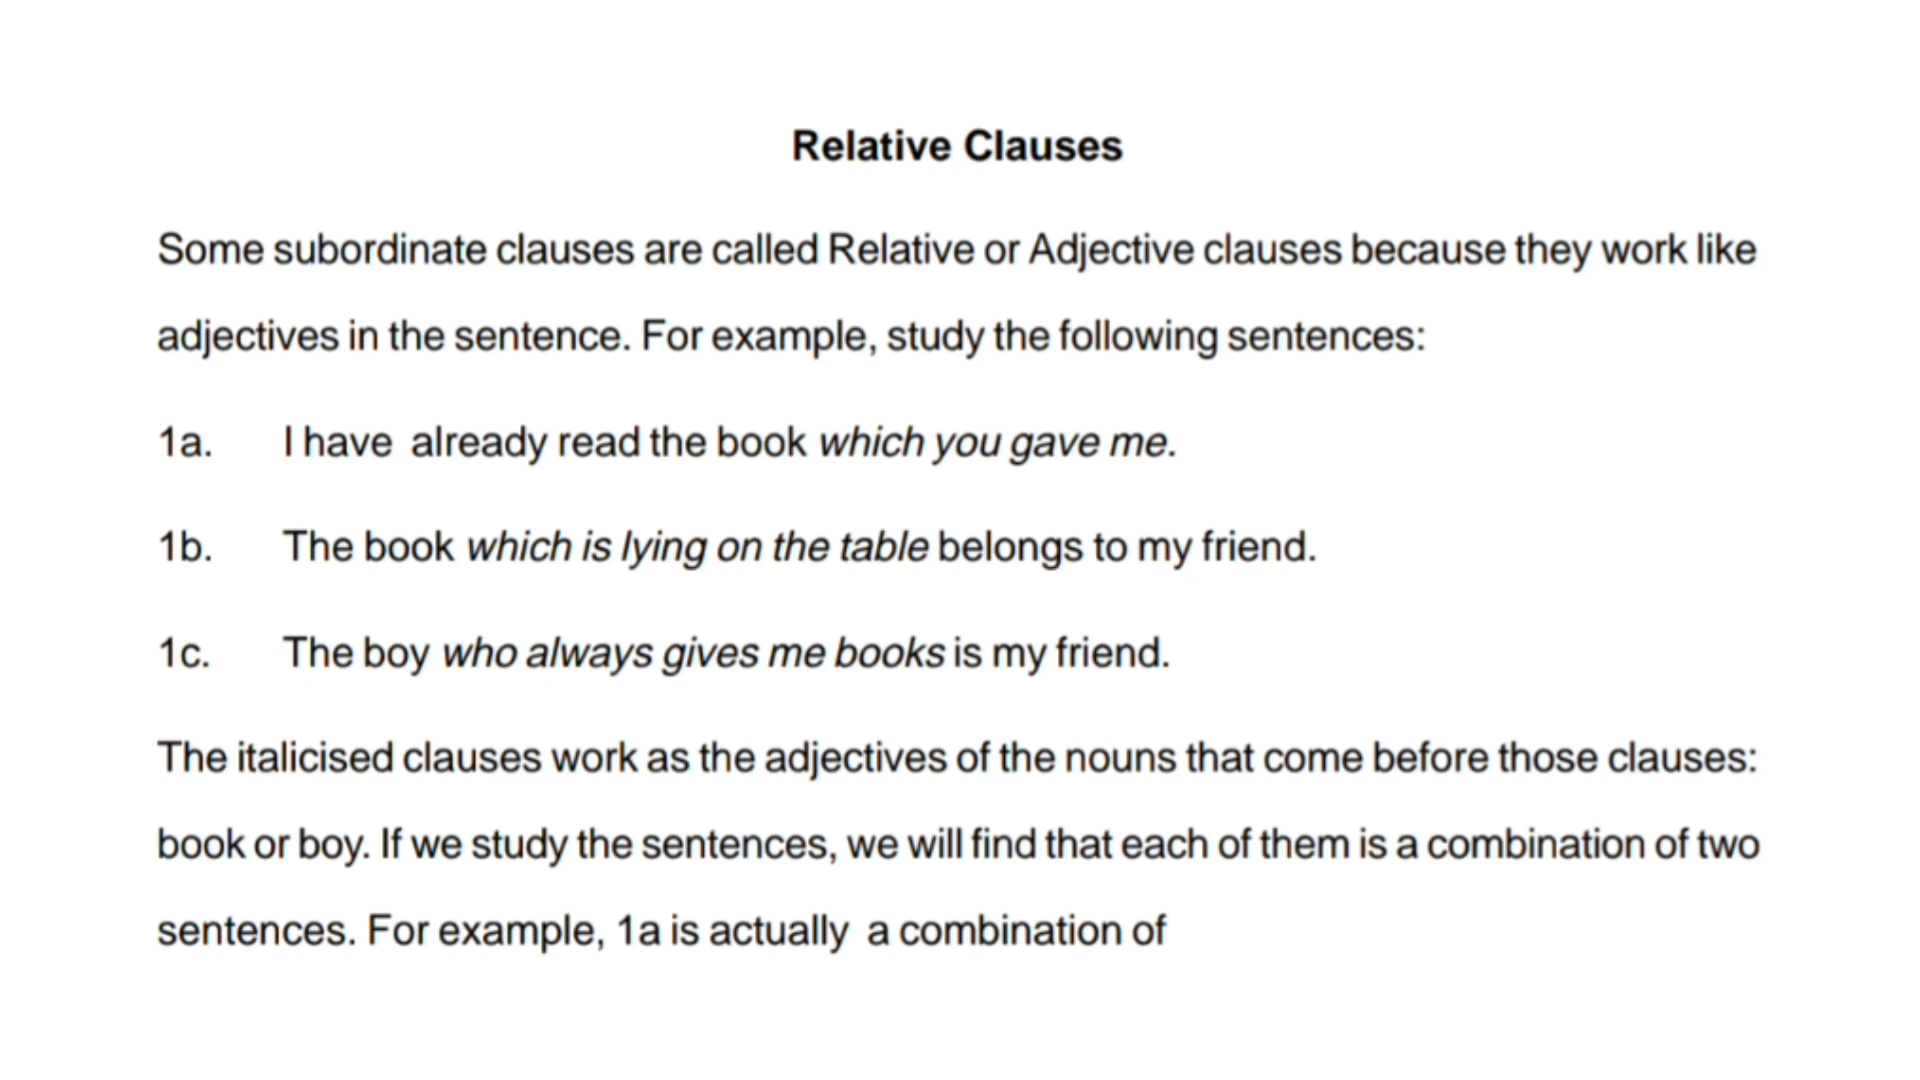 Relative Clauses
Some subordinate clauses are called Relative or Adjective clauses because they work like
adjectives in the sentence. For example, study the following sentences:
1a. I have already read the book which you gave me.
1b. The book which is lying on the table belongs to my friend.
1c. The boy who always gives me books is my friend.
The italicised clauses work as the adjectives of the nouns that come before those clauses:
book or boy. If we study the sentences, we will find that each of them is a combination of two
sentences. For example, 1a is actually a combination of